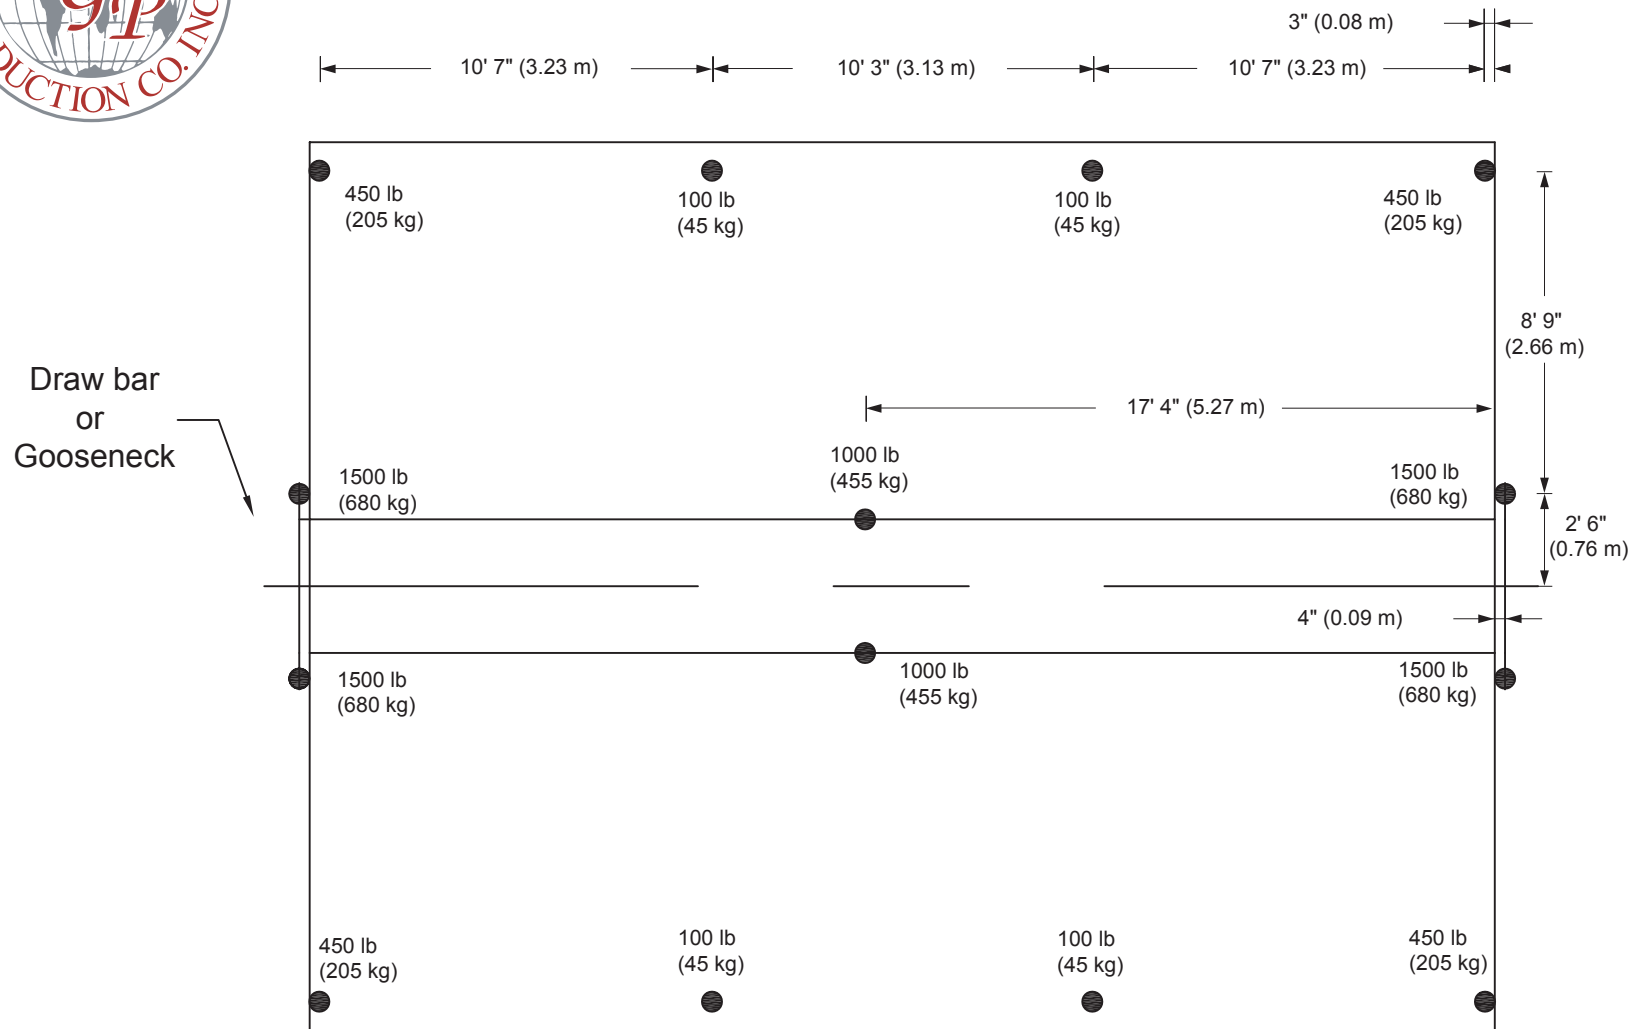 gp
DUCTION CO. INC
3" (0.08 m)
10' 7" (3.23 m)
10' 3" (3.13 m)
10' 7" (3.23 m)
450 lb
(205 kg)
100 lb
(45 kg)
100 lb
(45 kg)
450 lb
(205 kg)
8' 9"
(2.66 m)
Draw bar
or
Gooseneck
17' 4" (5.27 m)
1500 lb
(680 kg)
1000 lb
(455 kg)
1500 lb
(680 kg)
2' 6"
(0.76 m)
4" (0.09 m)
1500 lb
(680 kg)
1000 lb
(455 kg)
1500 lb
(680 kg)
450 lb
(205 kg)
100 lb
(45 kg)
100 lb
(45 kg)
450 lb
(205 kg)